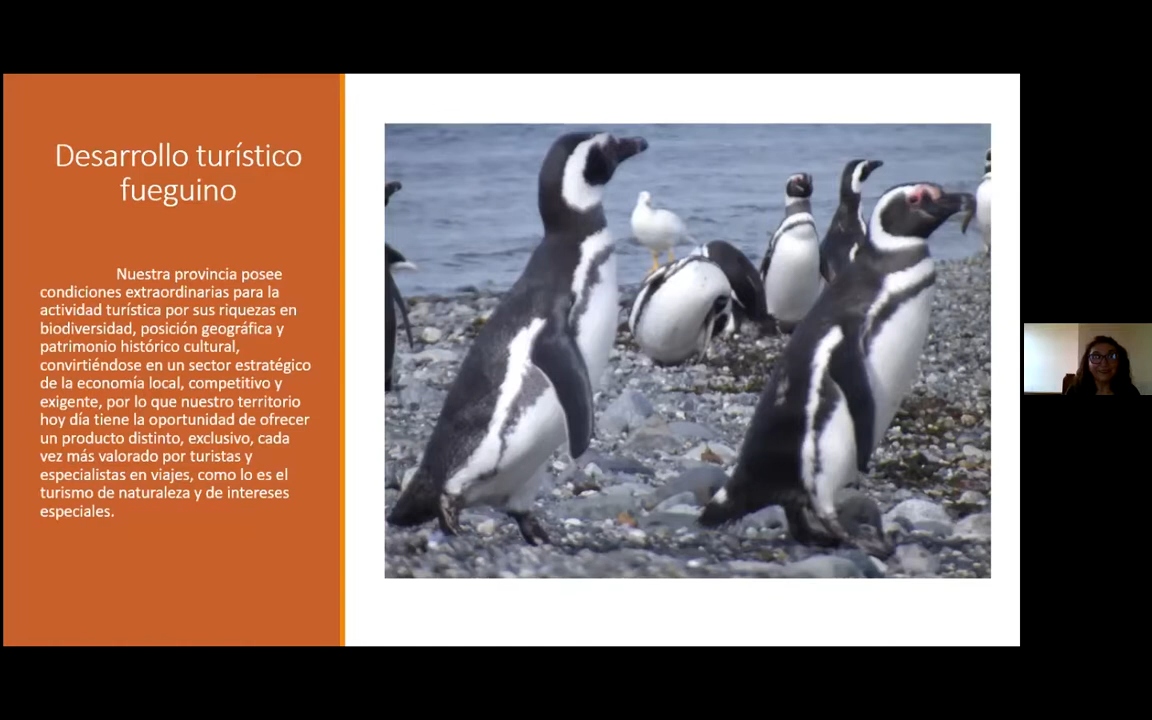 Desarrollo turístico
fueguino
Nuestra provincia posee
condiciones extraordinarias para la
actividad turística por sus riquezas en
biodiversidad, posición geográfica y
patrimonio histórico cultural,
convirtiéndose en un sector estratégico
de la economía local, competitivo y
exigente, por lo que nuestro territorio
hoy día tiene la oportunidad de ofrecer
un producto distinto, exclusivo, cada
vez más valorado por turistas y
especialistas en viajes, como lo es el
turismo de naturaleza y de intereses
especiales.